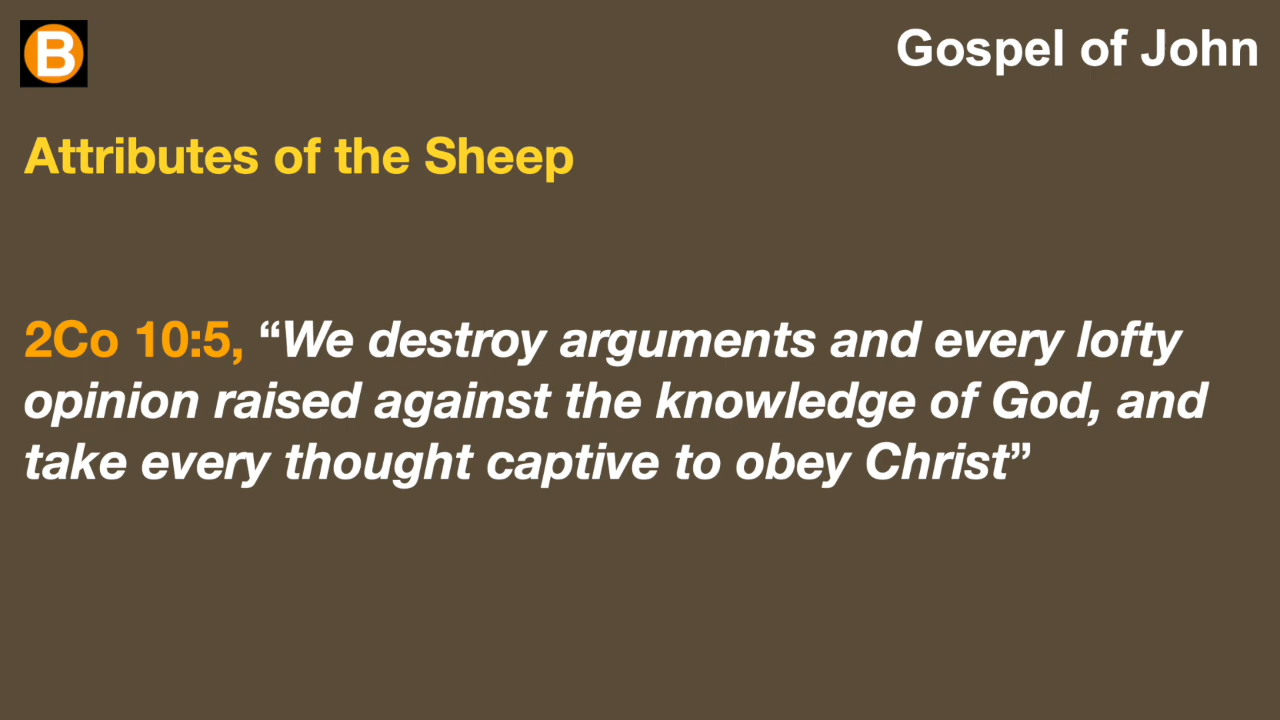 B
Gospel of John
Attributes of the Sheep
2Co 10:5, “We destroy arguments and every lofty
opinion raised against the knowledge of God, and
take every thought captive to obey Christ”